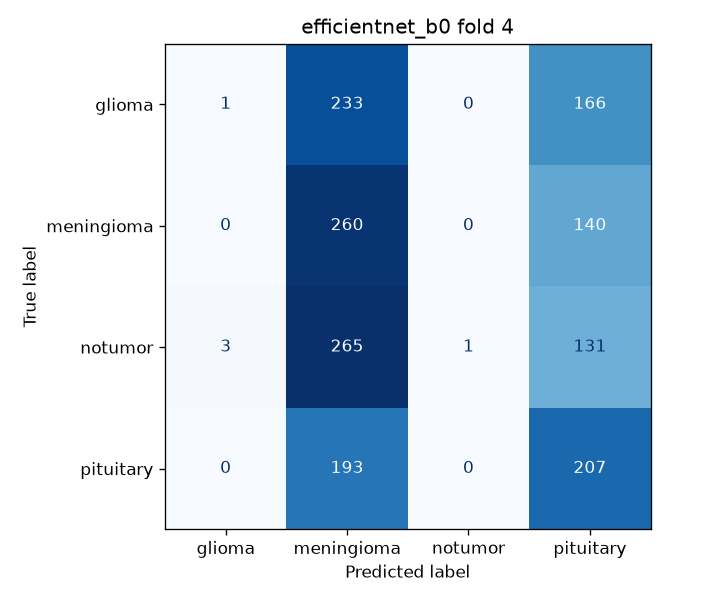 efficientnet_b0 fold 4
glioma 1 233 0 166
meningioma 0 260 0 140
notumor 3 265 1 131
pituitary 0 193 0 207
True label
glioma meningioma notumor pituitary
Predicted label